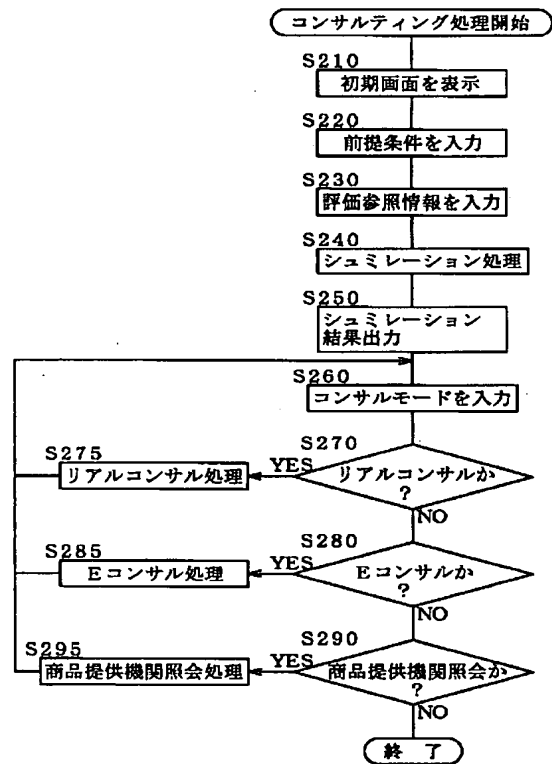 コンサルティング処理開始
S210
初期画面を表示
S220
前提条件を入力
S230
評価参照情報を入力
S240
シュミレーション処理
S250
シュミレーション
結果出力
S260
コンサルモードを入力
S270
リアルコンサルか
?
YES
S275
リアルコンサル処理
NO
S280
Eコンサルか
?
YES
S285
Eコンサル処理
NO
S290
商品提供機関照会か
?
YES
S295
商品提供機関照会処理
NO
終 了